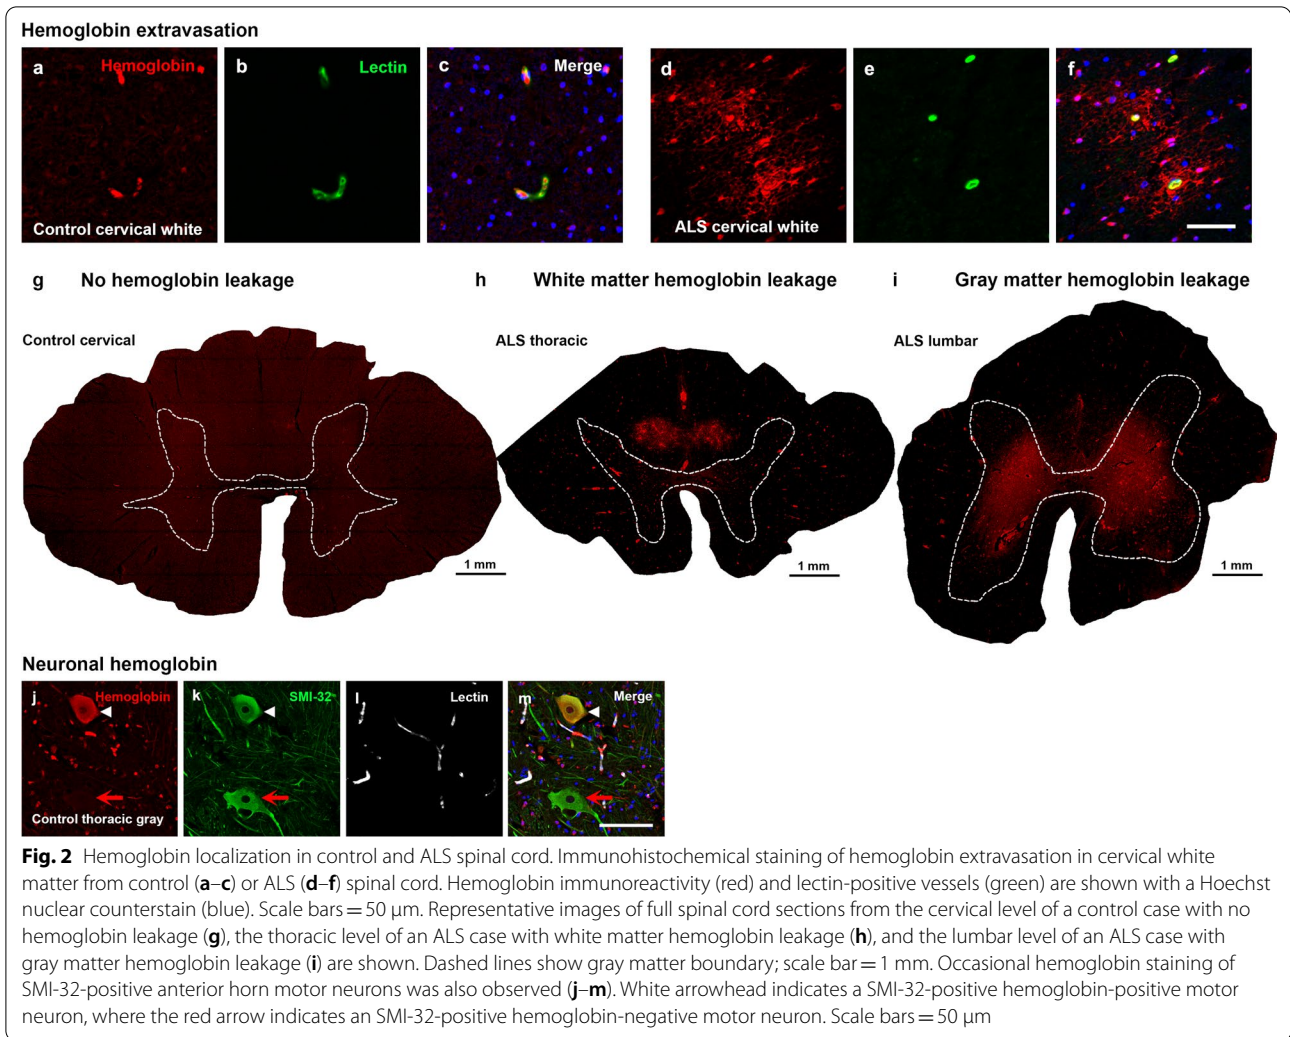 Hemoglobin extravasation
a Hemoglobin b Lectin c Merge d e f
Control cervical white ALS cervical white
g No hemoglobin leakage h White matter hemoglobin leakage i Gray matter hemoglobin leakage
Control cervical ALS thoracic ALS lumbar
1 mm 1 mm 1 mm
Neuronal hemoglobin
j Hemoglobin k SMI-32 l Lectin m Merge
Control thoracic gray
Fig. 2 Hemoglobin localization in control and ALS spinal cord. Immunohistochemical staining of hemoglobin extravasation in cervical white
matter from control (a–c) or ALS (d–f) spinal cord. Hemoglobin immunoreactivity (red) and lectin-positive vessels (green) are shown with a Hoechst
nuclear counterstain (blue). Scale bars = 50 μm. Representative images of full spinal cord sections from the cervical level of a control case with no
hemoglobin leakage (g), the thoracic level of an ALS case with white matter hemoglobin leakage (h), and the lumbar level of an ALS case with
gray matter hemoglobin leakage (i) are shown. Dashed lines show gray matter boundary; scale bar = 1 mm. Occasional hemoglobin staining of
SMI-32-positive anterior horn motor neurons was also observed (j–m). White arrowhead indicates a SMI-32-positive hemoglobin-positive motor
neuron, where the red arrow indicates an SMI-32-positive hemoglobin-negative motor neuron. Scale bars = 50 μm